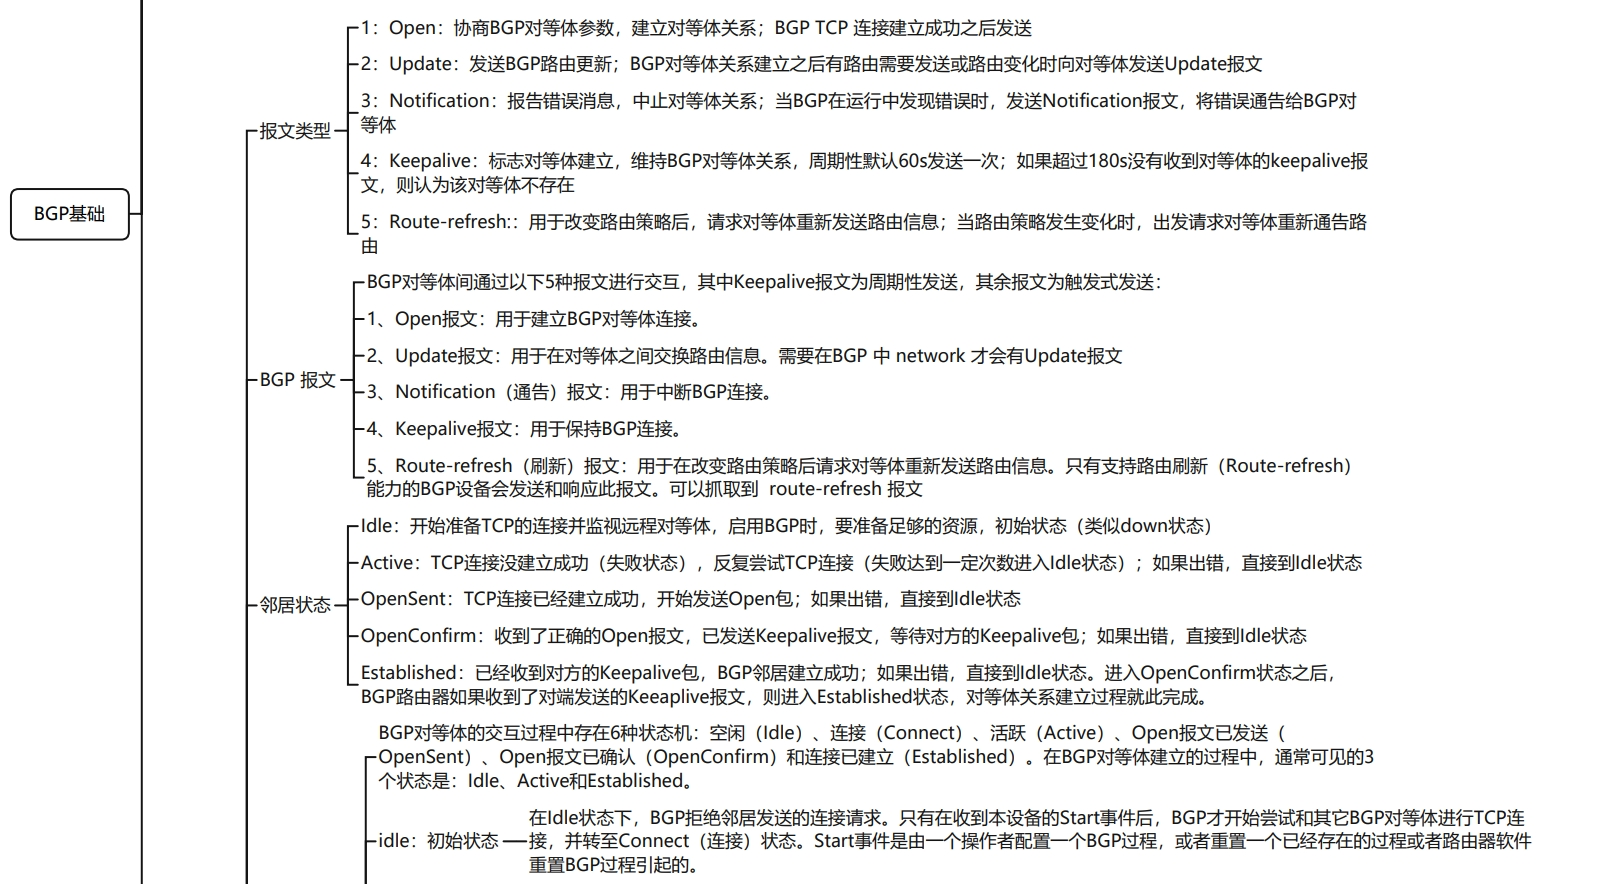 BGP基础
报文类型
1：Open：协商BGP对等体参数，建立对等体关系；BGP TCP 连接建立成功之后发送
2：Update：发送BGP路由更新；BGP对等体关系建立之后有路由需要发送或路由变化时向对等体发送Update报文
3：Notification：报告错误消息，中止对等体关系；当BGP在运行中发现错误时，发送Notification报文，将错误通告给BGP对
等体
4：Keepalive：标志对等体建立，维持BGP对等体关系，周期性默认60s发送一次；如果超过180s没有收到对等体的keepalive报
文，则认为该对等体不存在
5：Route-refresh:：用于改变路由策略后，请求对等体重新发送路由信息；当路由策略发生变化时，出发请求对等体重新通告路
由
BGP 报文
BGP对等体间通过以下5种报文进行交互，其中Keepalive报文为周期性发送，其余报文为触发式发送：
1、Open报文：用于建立BGP对等体连接。
2、Update报文：用于在对等体之间交换路由信息。需要在BGP 中 network 才会有Update报文
3、Notification（通告）报文：用于中断BGP连接。
4、Keepalive报文：用于保持BGP连接。
5、Route-refresh（刷新）报文：用于在改变路由策略后请求对等体重新发送路由信息。只有支持路由刷新（Route-refresh）
能力的BGP设备会发送和响应此报文。可以抓取到 route-refresh 报文
邻居状态
Idle：开始准备TCP的连接并监视远程对等体，启用BGP时，要准备足够的资源，初始状态（类似down状态）
Active：TCP连接没建立成功（失败状态），反复尝试TCP连接（失败达到一定次数进入Idle状态）；如果出错，直接到Idle状态
OpenSent：TCP连接已经建立成功，开始发送Open包；如果出错，直接到Idle状态
OpenConfirm：收到了正确的Open报文，已发送Keepalive报文，等待对方的Keepalive包；如果出错，直接到Idle状态
Established：已经收到对方的Keepalive包，BGP邻居建立成功；如果出错，直接到Idle状态。进入OpenConfirm状态之后，
BGP路由器如果收到了对端发送的Keeaplive报文，则进入Established状态，对等体关系建立过程就此完成。
BGP对等体的交互过程中存在6种状态机：空闲（Idle）、连接（Connect）、活跃（Active）、Open报文已发送（
OpenSent）、Open报文已确认（OpenConfirm）和连接已建立（Established）。在BGP对等体建立的过程中，通常可见的3
个状态是：Idle、Active和Established。
idle：初始状态
在Idle状态下，BGP拒绝邻居发送的连接请求。只有在收到本设备的Start事件后，BGP才开始尝试和其它BGP对等体进行TCP连
接，并转至Connect（连接）状态。Start事件是由一个操作者配置一个BGP过程，或者重置一个已经存在的过程或者路由器软件
重置BGP过程引起的。